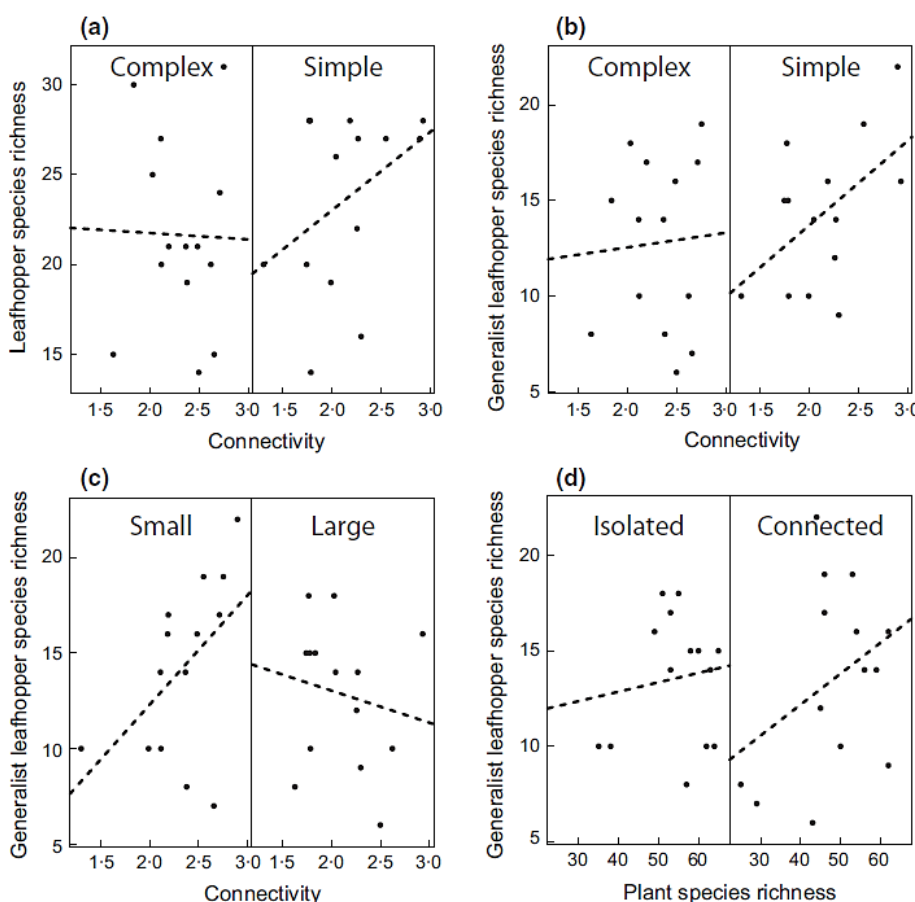 (a)
Complex Simple
Leafhopper species richness
30
25
20
15
1·5 2·0 2·5 3·0 2·0 2·5 3·0
Connectivity
(b)
Complex Simple
Generalist leafhopper species richness
20
15
10
5
1·5 2·0 2·5 3·0 1·5 2·0 2·5 3·0
Connectivity
(c)
Small Large
Generalist leafhopper species richness
20
15
10
5
1·5 2·0 2·5 3·0 2·0 2·5 3·0
Connectivity
(d)
Isolated Connected
Generalist leafhopper species richness
20
15
10
5
30 40 50 60 30 40 50 60
Plant species richness